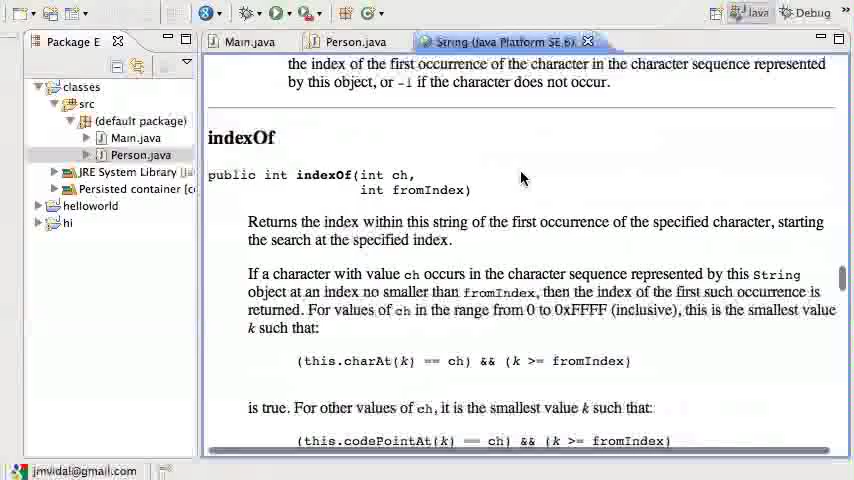 Java
Debug
Package E
Main.java
Person.java
String (Java Platform SE 6)
classes
src
(default package)
Main.java
Person.java
JRE System Library [Ja
Persisted container [co
helloworld
hi
the index of the first occurrence of the character in the character sequence represented
by this object, or -1 if the character does not occur.
indexOf
public int indexOf(int ch,
int fromIndex)
Returns the index within this string of the first occurrence of the specified character, starting
the search at the specified index.
If a character with value ch occurs in the character sequence represented by this String
object at an index no smaller than fromIndex, then the index of the first such occurrence is
returned. For values of ch in the range from 0 to 0xFFFF (inclusive), this is the smallest value
k such that:
(this.charAt(k) == ch) && (k >= fromIndex)
is true. For other values of ch, it is the smallest value k such that:
(this.codePointAt(k) == ch) && (k >= fromIndex)
jmvidal@gmail.com